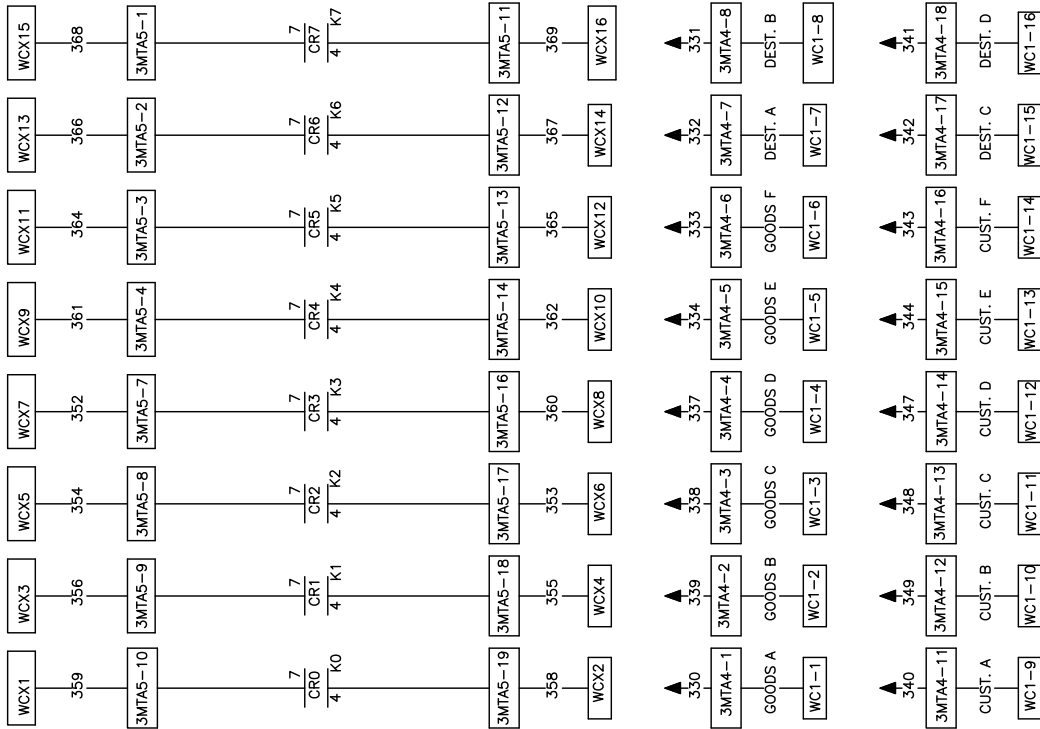 WCX1 WCX3 WCX5 WCX7 WCX9 WCX11 WCX13 WCX15
359 356 354 352 361 364 366 368
3MTA5-10 3MTA5-9 3MTA5-8 3MTA5-7 3MTA5-4 3MTA5-3 3MTA5-2 3MTA5-1
7 7 7 7 7 7 7 7
CR0 CR1 CR2 CR3 CR4 CR5 CR6 CR7
4 K0 4 K1 4 K2 4 K3 4 K4 4 K5 4 K6 4 K7
3MTA5-19 3MTA5-18 3MTA5-17 3MTA5-16 3MTA5-14 3MTA5-13 3MTA5-12 3MTA5-11
358 355 353 360 362 365 367 369
WCX2 WCX4 WCX6 WCX8 WCX10 WCX12 WCX14 WCX16
330 339 338 337 334 333 332 331
3MTA4-1 3MTA4-2 3MTA4-3 3MTA4-4 3MTA4-5 3MTA4-6 3MTA4-7 3MTA4-8
GOODS A GOODS B GOODS C GOODS D GOODS E GOODS F DEST. A DEST. B
WC1-1 WC1-2 WC1-3 WC1-4 WC1-5 WC1-6 WC1-7 WC1-8
340 349 348 347 344 343 342 341
3MTA4-11 3MTA4-12 3MTA4-13 3MTA4-14 3MTA4-15 3MTA4-16 3MTA4-17 3MTA4-18
CUST. A CUST. B CUST. C CUST. D CUST. E CUST. F DEST. C DEST. D
WC1-9 WC1-10 WC1-11 WC1-12 WC1-13 WC1-14 WC1-15 WC1-16